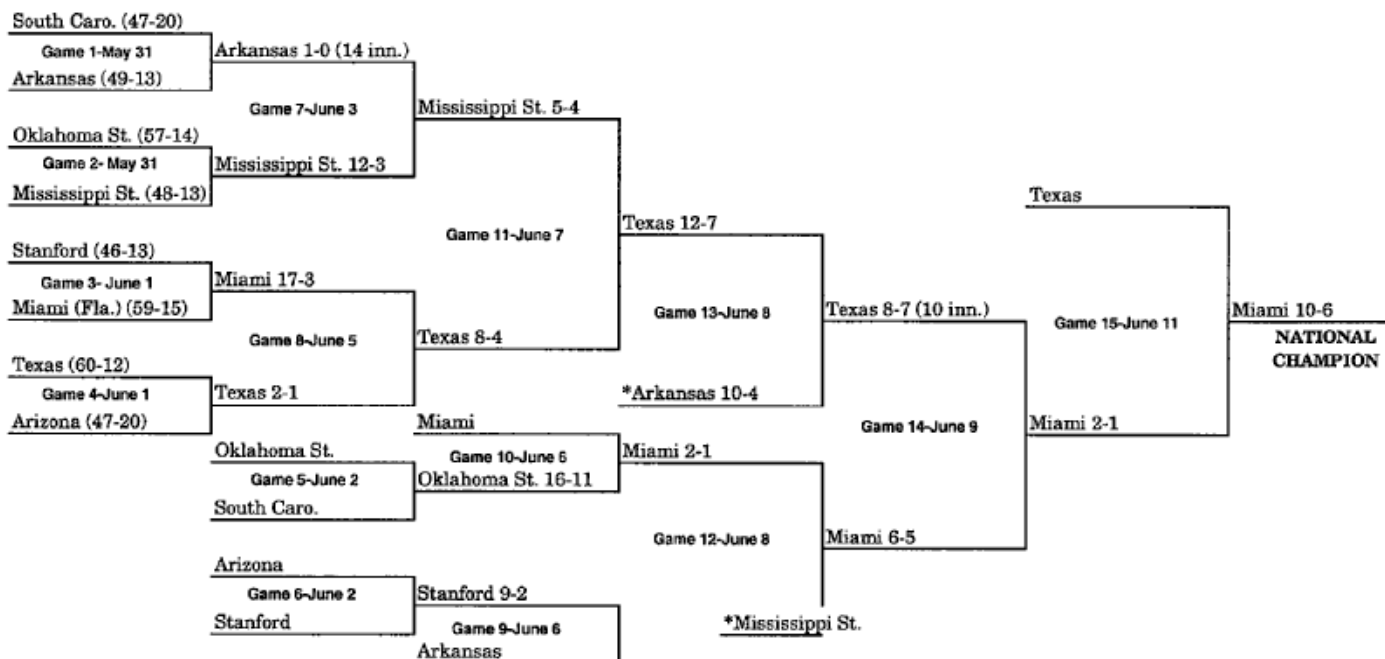 South Caro. (47-20)
Game 1-May 31
Arkansas (49-13)
Arkansas 1-0 (14 inn.)
Game 7-June 3
Mississippi St. 5-4
Oklahoma St. (57-14)
Game 2- May 31
Mississippi St. (48-13)
Mississippi St. 12-3
Game 11-June 7
Texas 12-7
Stanford (46-13)
Game 3- June 1
Miami (Fla.) (59-15)
Miami 17-3
Game 8-June 5
Texas 8-4
Texas (60-12)
Game 4-June 1
Arizona (47-20)
Texas 2-1
Game 13-June 8
Texas 8-7 (10 inn.)
*Arkansas 10-4
Texas
Game 15-June 11
Miami 10-6
NATIONAL
CHAMPION
Game 14-June 9
Miami 2-1
Miami
Game 10-June 6
Oklahoma St. 16-11
Miami 2-1
Oklahoma St.
Game 5-June 2
South Caro.
Game 12-June 8
Miami 6-5
*Mississippi St.
Arizona
Game 6-June 2
Stanford
Stanford 9-2
Game 9-June 6
Arkansas